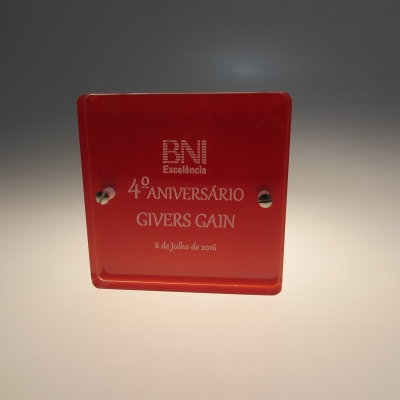 BNI
Excelência
4º ANIVERSÁRIO
GIVERS GAIN
8 de Julho de 2016